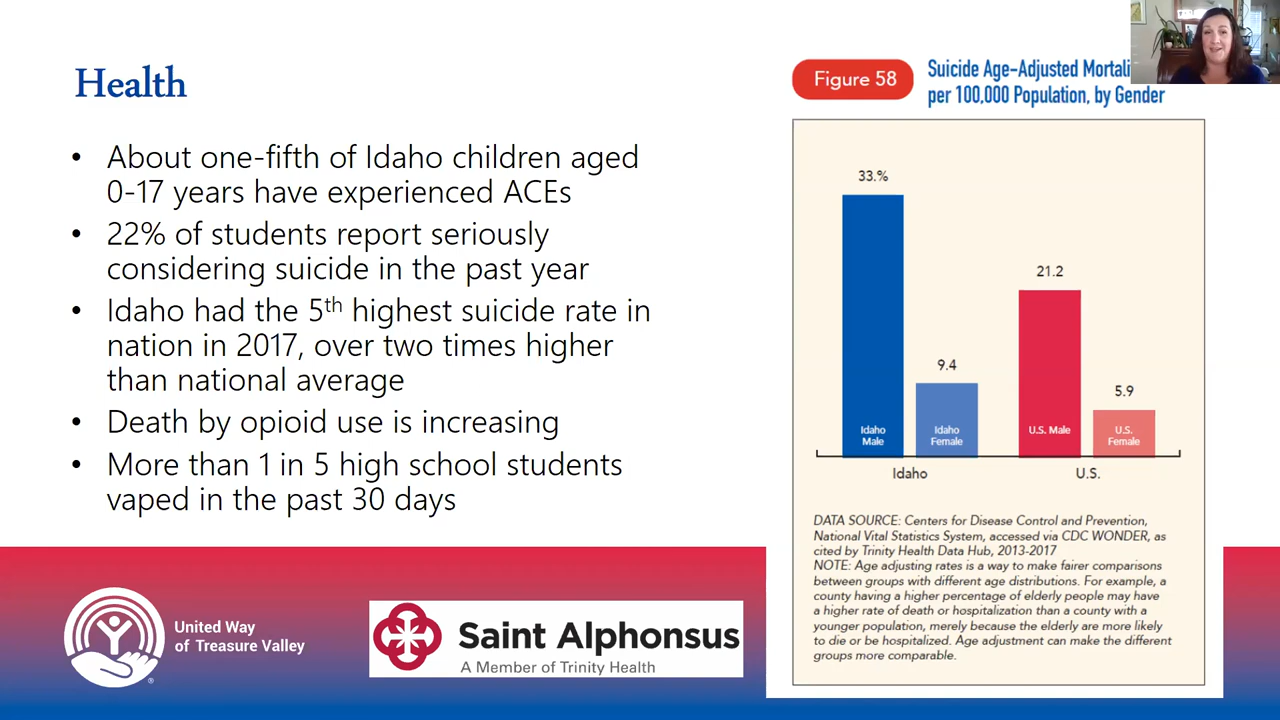 Health
• About one-fifth of Idaho children aged
0-17 years have experienced ACEs
• 22% of students report seriously
considering suicide in the past year
• Idaho had the 5th highest suicide rate in
nation in 2017, over two times higher
than national average
• Death by opioid use is increasing
• More than 1 in 5 high school students
vaped in the past 30 days
United Way
of Treasure Valley
Saint Alphonsus
A Member of Trinity Health
Figure 58
Suicide Age-Adjusted
per 100,000 Population, by Gender
33.%
9.4
21.2
5.9
Idaho
Male
Idaho
Female
U.S. Male
U.S.
Female
Idaho
U.S.
DATA SOURCE: Centers for Disease Control and Prevention,
National Vital Statistics System, accessed via CDC WONDER, as
cited by Trinity Health Data Hub, 2013-2017
NOTE: Age adjusting rates is a way to make fairer comparisons
between groups with different age distributions. For example, a
county having a higher percentage of elderly people may have
a higher rate of death or hospitalization than a county with a
younger population, merely because the elderly are more likely
to die or be hospitalized. Age adjustment can make the different
groups more comparable.